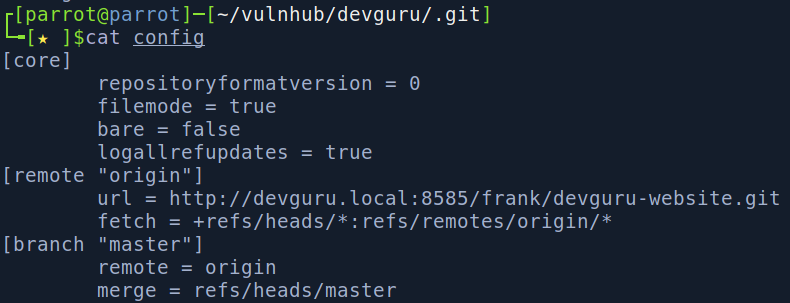 ┌─[parrot@parrot]─[~/vulnhub/devguru/.git]
└──╼[★ ]$cat config
[core]
        repositoryformatversion = 0
        filemode = true
        bare = false
        logallrefupdates = true
[remote "origin"]
        url = http://devguru.local:8585/frank/devguru-website.git
        fetch = +refs/heads/*:refs/remotes/origin/*
[branch "master"]
        remote = origin
        merge = refs/heads/master